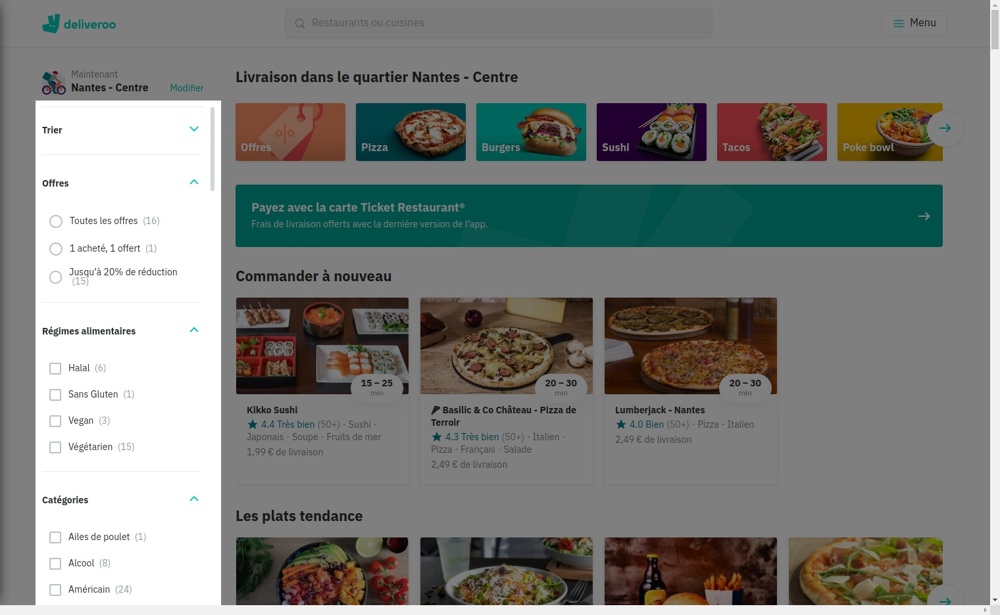 deliveroo
Restaurants ou cuisines
Menu
Maintenant
Nantes - Centre
Modifier
Trier
Offres
Toutes les offres (16)
1 acheté, 1 offert (1)
Jusqu’à 20% de réduction
(15)
Régimes alimentaires
Halal (6)
Sans Gluten (1)
Vegan (3)
Végétarien (15)
Catégories
Ailes de poulet (1)
Alcool (8)
Américain (24)
Livraison dans le quartier Nantes - Centre
Offres
Pizza
Burgers
Sushi
Tacos
Poke bowl
Payez avec la carte Ticket Restaurant®
Frais de livraison offerts avec la dernière version de l’app.
Commander à nouveau
15 – 25
min
Kikko Sushi
4.4 Très bien (50+) · Sushi ·
Japonais · Soupe · Fruits de mer
1,99 € de livraison
20 – 30
min
Basilic & Co Château - Pizza de
Terroir
4.3 Très bien (50+) · Italien ·
Pizza · Français · Salade
2,49 € de livraison
20 – 30
min
Lumberjack - Nantes
4.0 Bien (50+) · Pizza · Italien
2,49 € de livraison
Les plats tendance